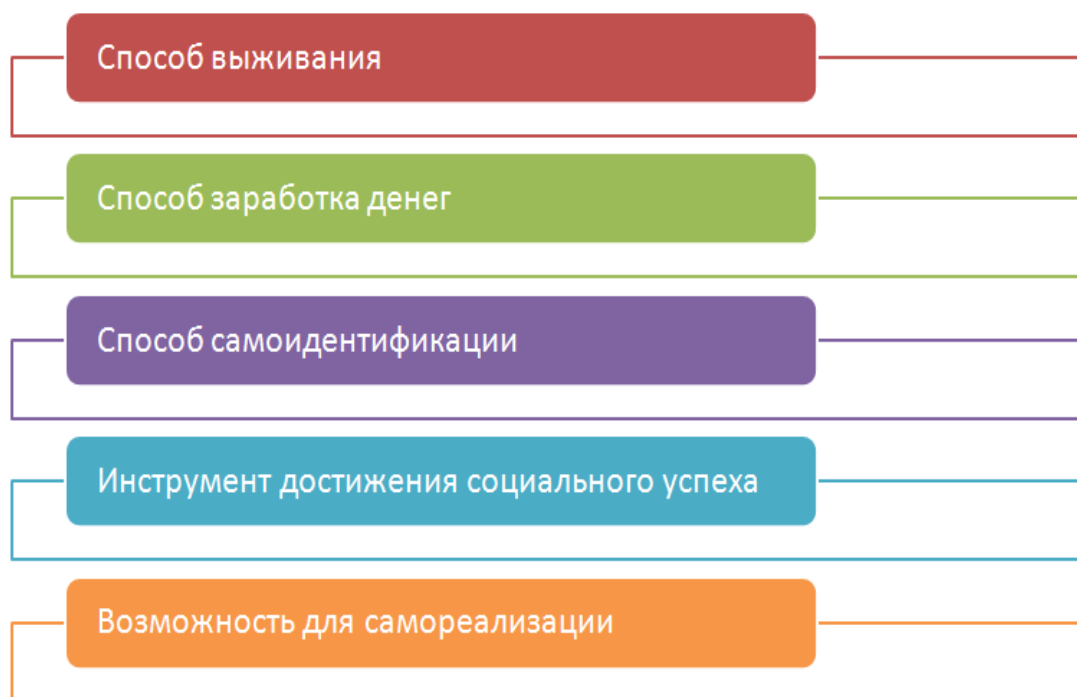 Способ выживания
Способ заработка денег
Способ самоидентификации
Инструмент достижения социального успеха
Возможность для самореализации